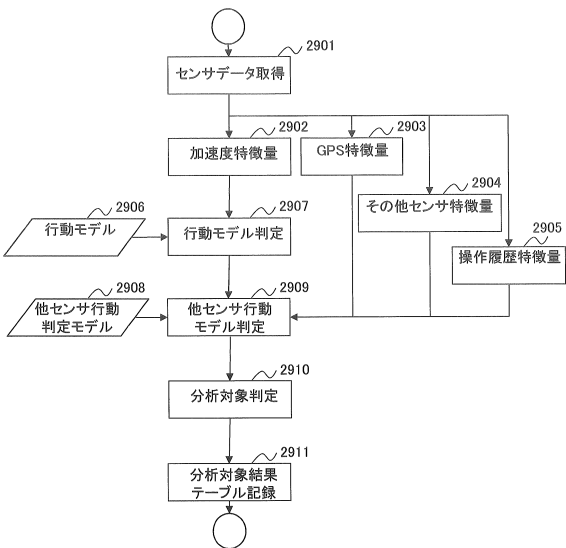 2901
センサデータ取得
2902
加速度特徴量
2903
GPS特徴量
2904
その他センサ特徴量
2905
操作履歴特徴量
2906
行動モデル
2907
行動モデル判定
2908
他センサ行動
判定モデル
2909
他センサ行動
モデル判定
2910
分析対象判定
2911
分析対象結果
テーブル記録